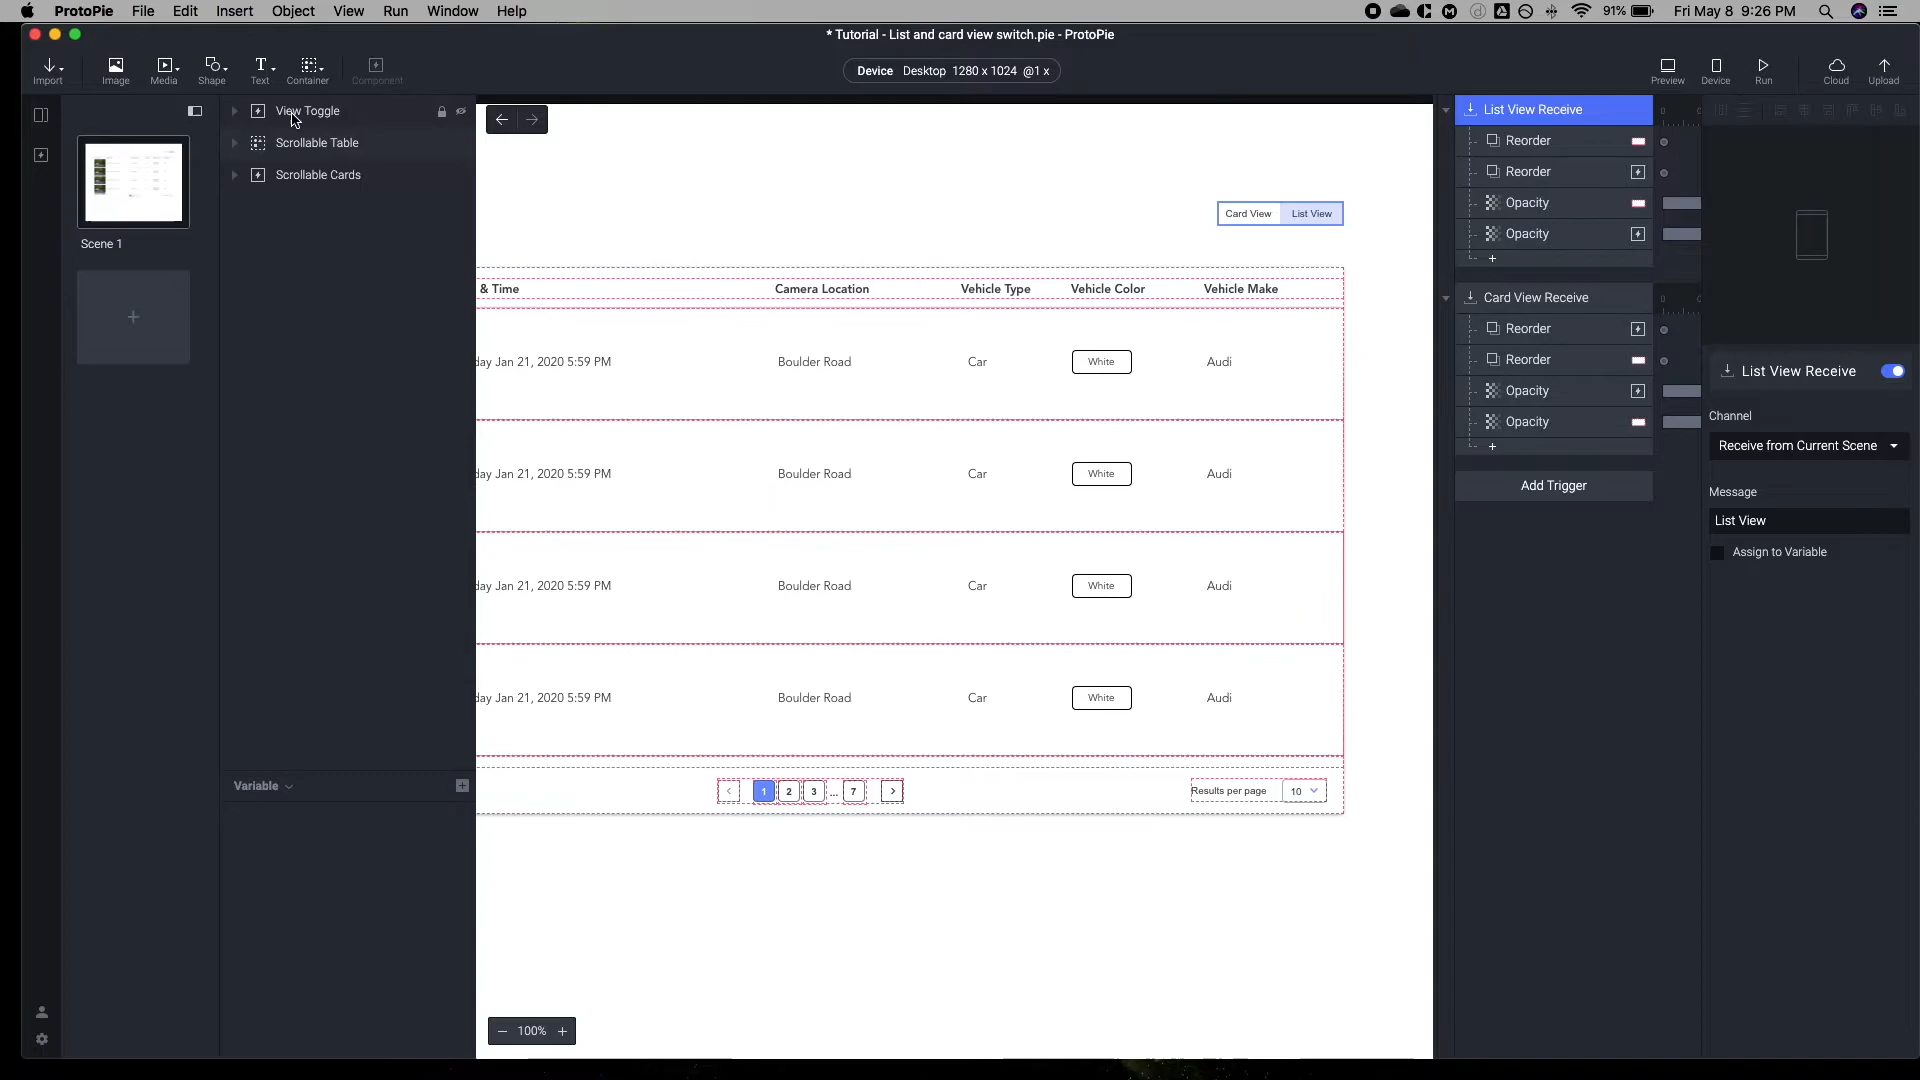 ProtoPie File Edit Insert Object View Run Window Help
91% Fri May 8 9:26 PM
* Tutorial - List and card view switch.pie - ProtoPie
Import Image Media Shape Text Container Component
Device Desktop 1280 x 1024 @1 x
Preview Device Run Cloud Upload
Scene 1
View Toggle
Scrollable Table
Scrollable Cards
Variable
Card View List View
& Time Camera Location Vehicle Type Vehicle Color Vehicle Make
day Jan 21, 2020 5:59 PM Boulder Road Car White Audi
day Jan 21, 2020 5:59 PM Boulder Road Car White Audi
day Jan 21, 2020 5:59 PM Boulder Road Car White Audi
day Jan 21, 2020 5:59 PM Boulder Road Car White Audi
< 1 2 3 ... 7 >
Results per page 10
− 100% +
List View Receive
Reorder
Reorder
Opacity
Opacity
+
Card View Receive
Reorder
Reorder
Opacity
Opacity
+
Add Trigger
List View Receive
Channel
Receive from Current Scene
Message
List View
Assign to Variable